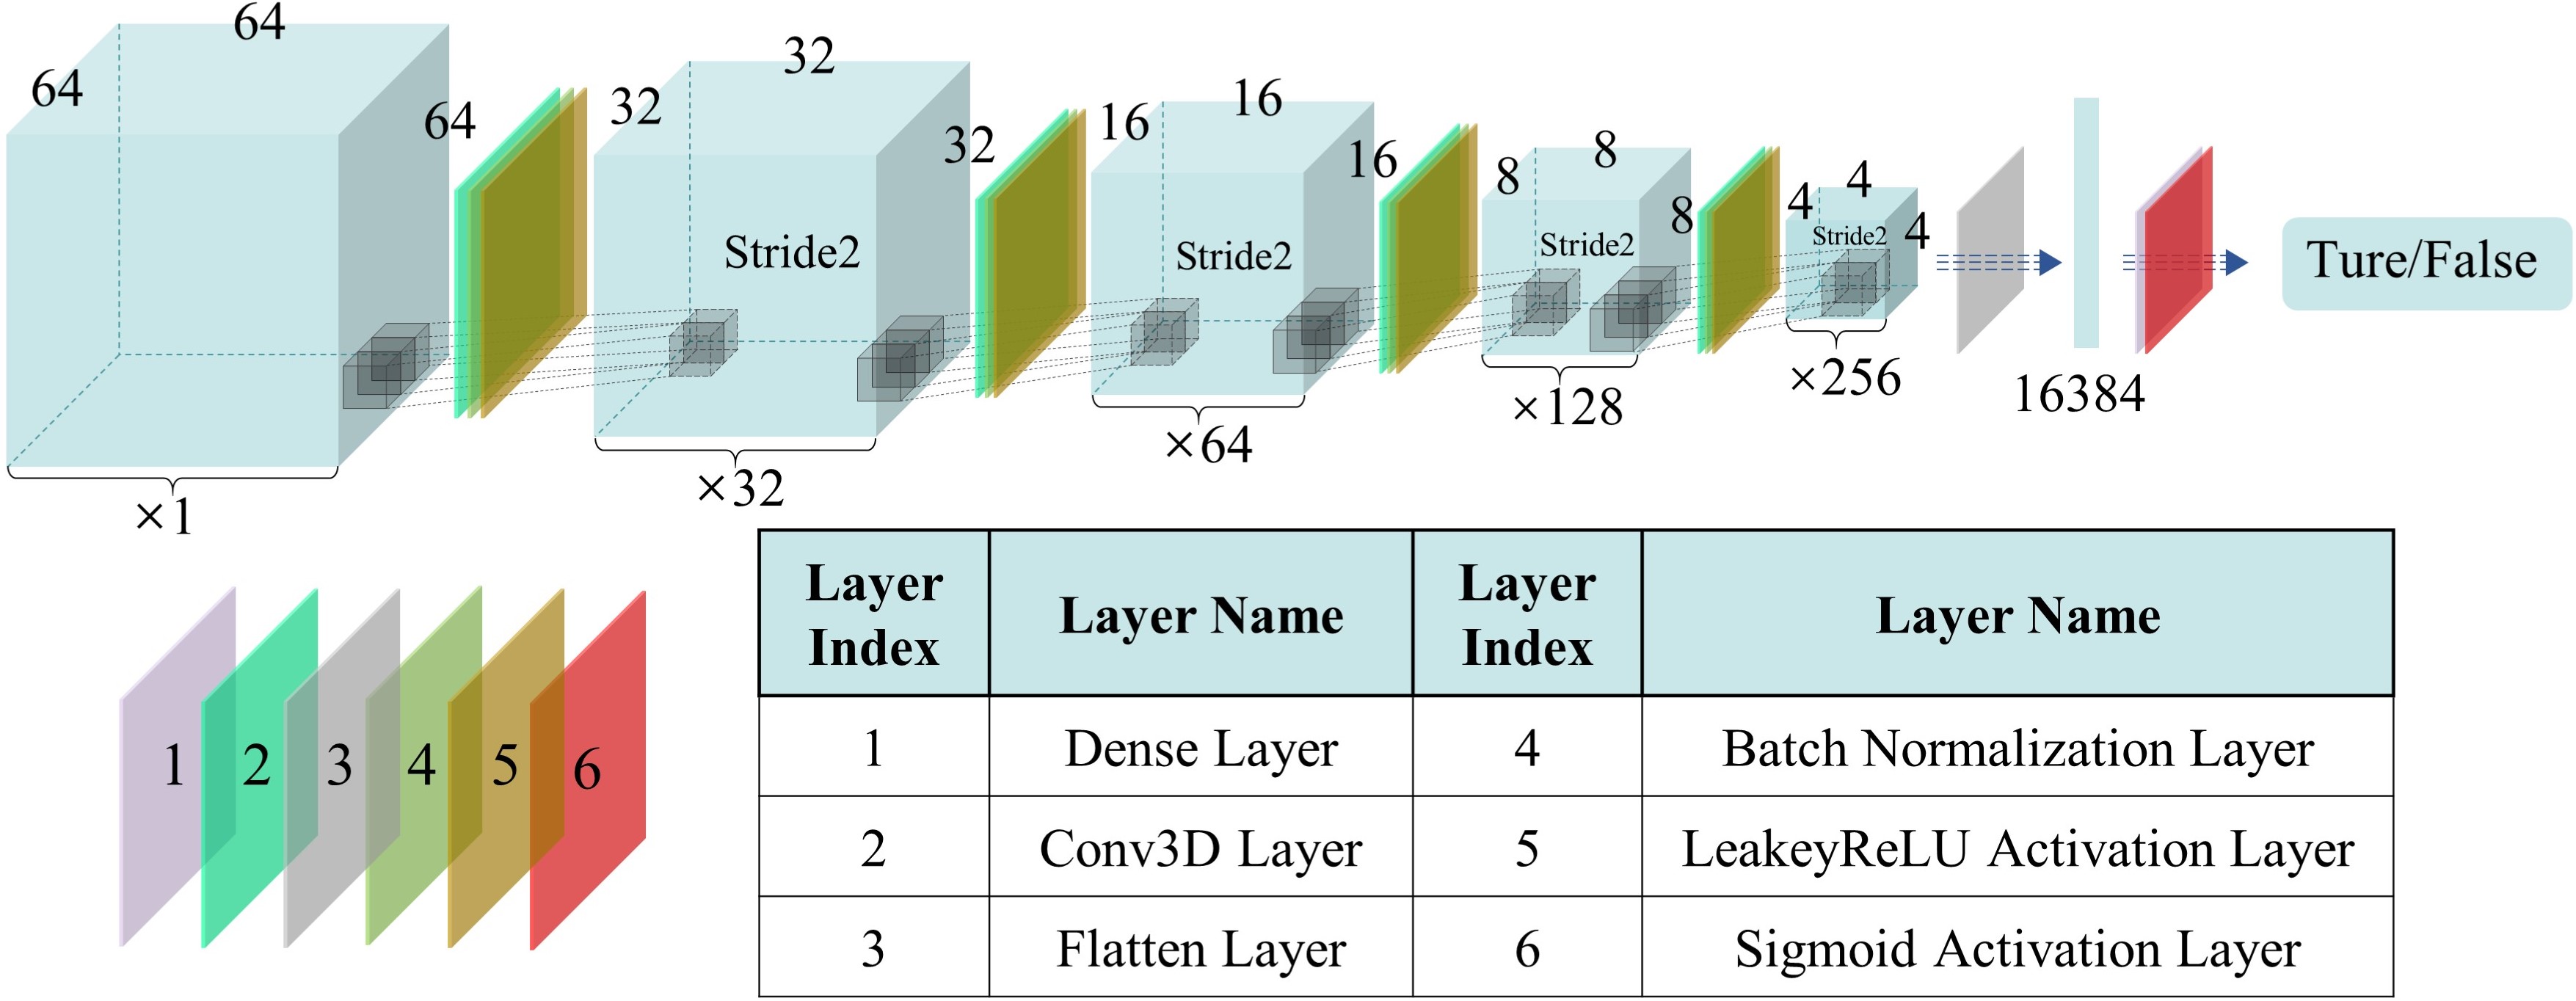 64
64
64
32
32
32
Stride2
16
16
16
Stride2
8
8
8
Stride2
4
4
4
Stride2
Ture/False
×1
×32
×64
×128
×256
16384
1 2 3 4 5 6
Layer Index
Layer Name
Layer Index
Layer Name
1 Dense Layer 4 Batch Normalization Layer
2 Conv3D Layer 5 LeakeyReLU Activation Layer
3 Flatten Layer 6 Sigmoid Activation Layer